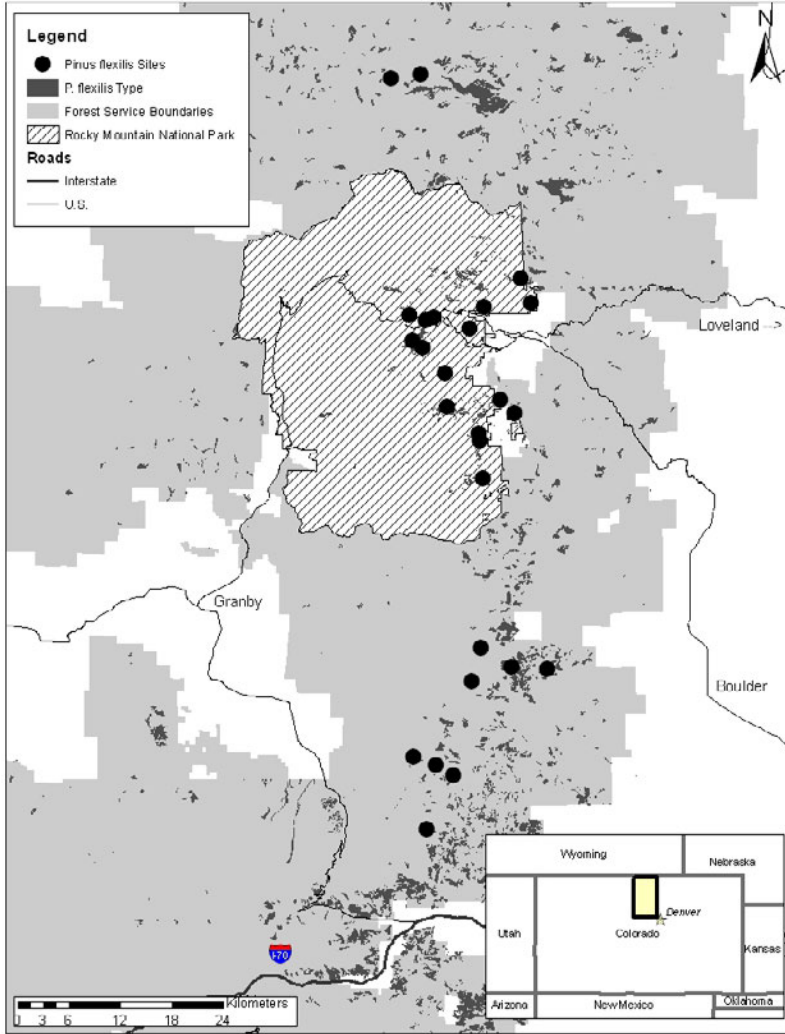 N
Legend
Pinus flexilis Sites
P. flexilis Type
Forest Service Boundaries
Rocky Mountain National Park
Roads
Interstate
U.S.
Loveland -->
Granby
Boulder
I-70
Kilometers
0 3 6 12 18 24
Wyoming
Nebraska
Denver
Utah
Colorado
Kansas
Arizona
New Mexico
Oklahoma